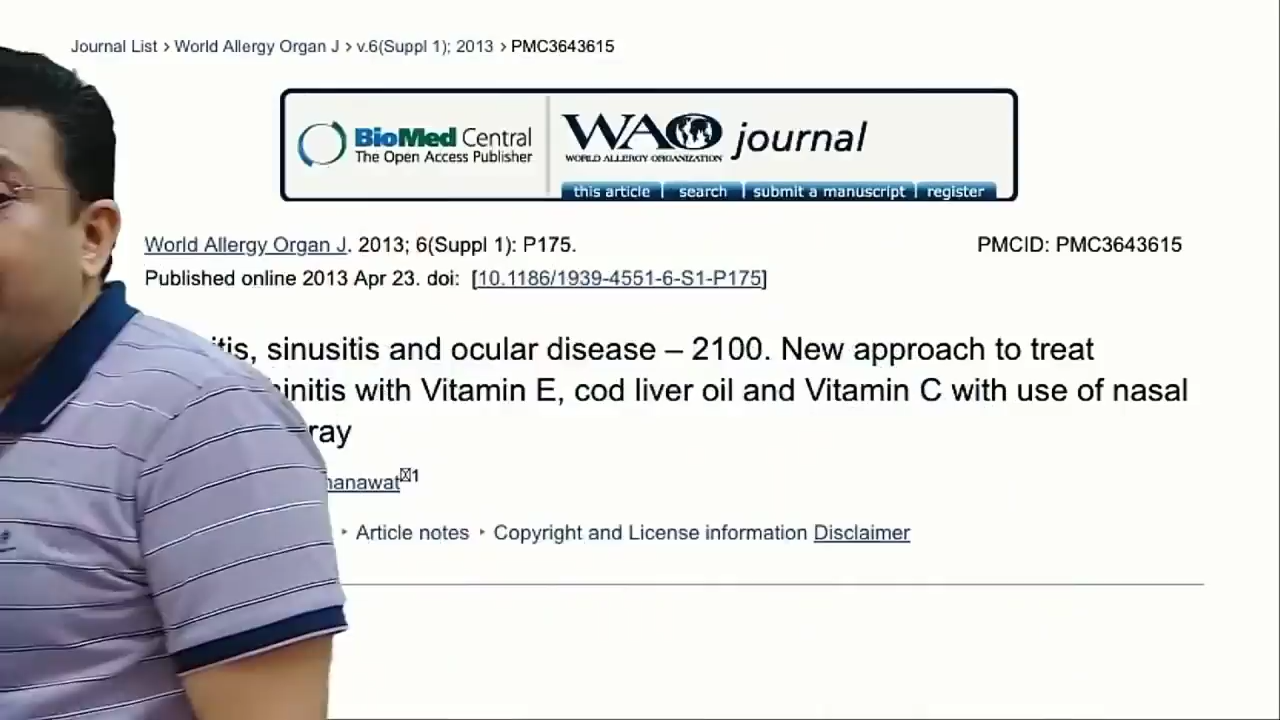 Journal List > World Allergy Organ J > v.6(Suppl 1); 2013 > PMC3643615
BioMed Central
The Open Access Publisher
WAO journal
WORLD ALLERGY ORGANIZATION
this article search submit a manuscript register
World Allergy Organ J. 2013; 6(Suppl 1): P175. PMCID: PMC3643615
Published online 2013 Apr 23. doi: [10.1186/1939-4551-6-S1-P175]
sinusitis and ocular disease – 2100. New approach to treat
with Vitamin E, cod liver oil and Vitamin C with use of nasal
1
‣ Article notes ‣ Copyright and License information Disclaimer